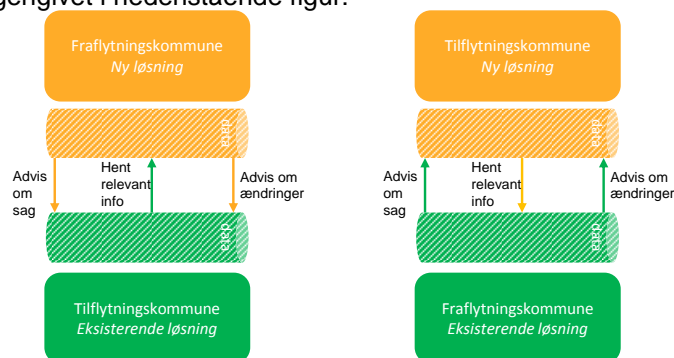 gengivet i nedenstående figur.
Fraflytningskommune
Ny løsning
data
Advis
om
sag
Hent
relevant
info
Advis om
ændringer
data
Tilflytningskommune
Eksisterende løsning
Tilflytningskommune
Ny løsning
data
Advis
om
sag
Hent
relevant
info
Advis om
ændringer
data
Fraflytningskommune
Eksisterende løsning